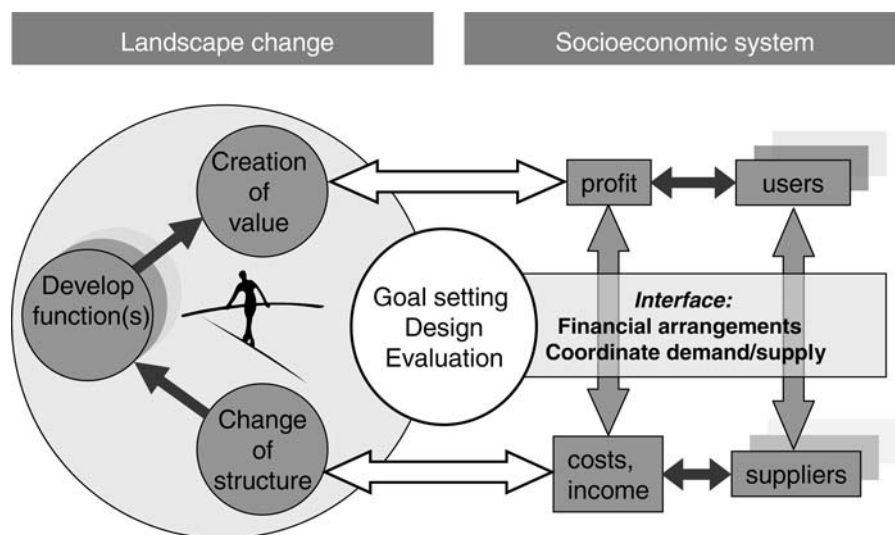 Landscape change
Socioeconomic system
Creation
of
value
profit
users
Develop
function(s)
Goal setting
Design
Evaluation
Interface:
Financial arrangements
Coordinate demand/supply
Change
of
structure
costs,
income
suppliers